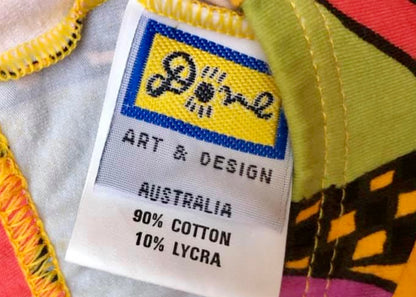 Done
ART & DESIGN
AUSTRALIA
90% COTTON
10% LYCRA